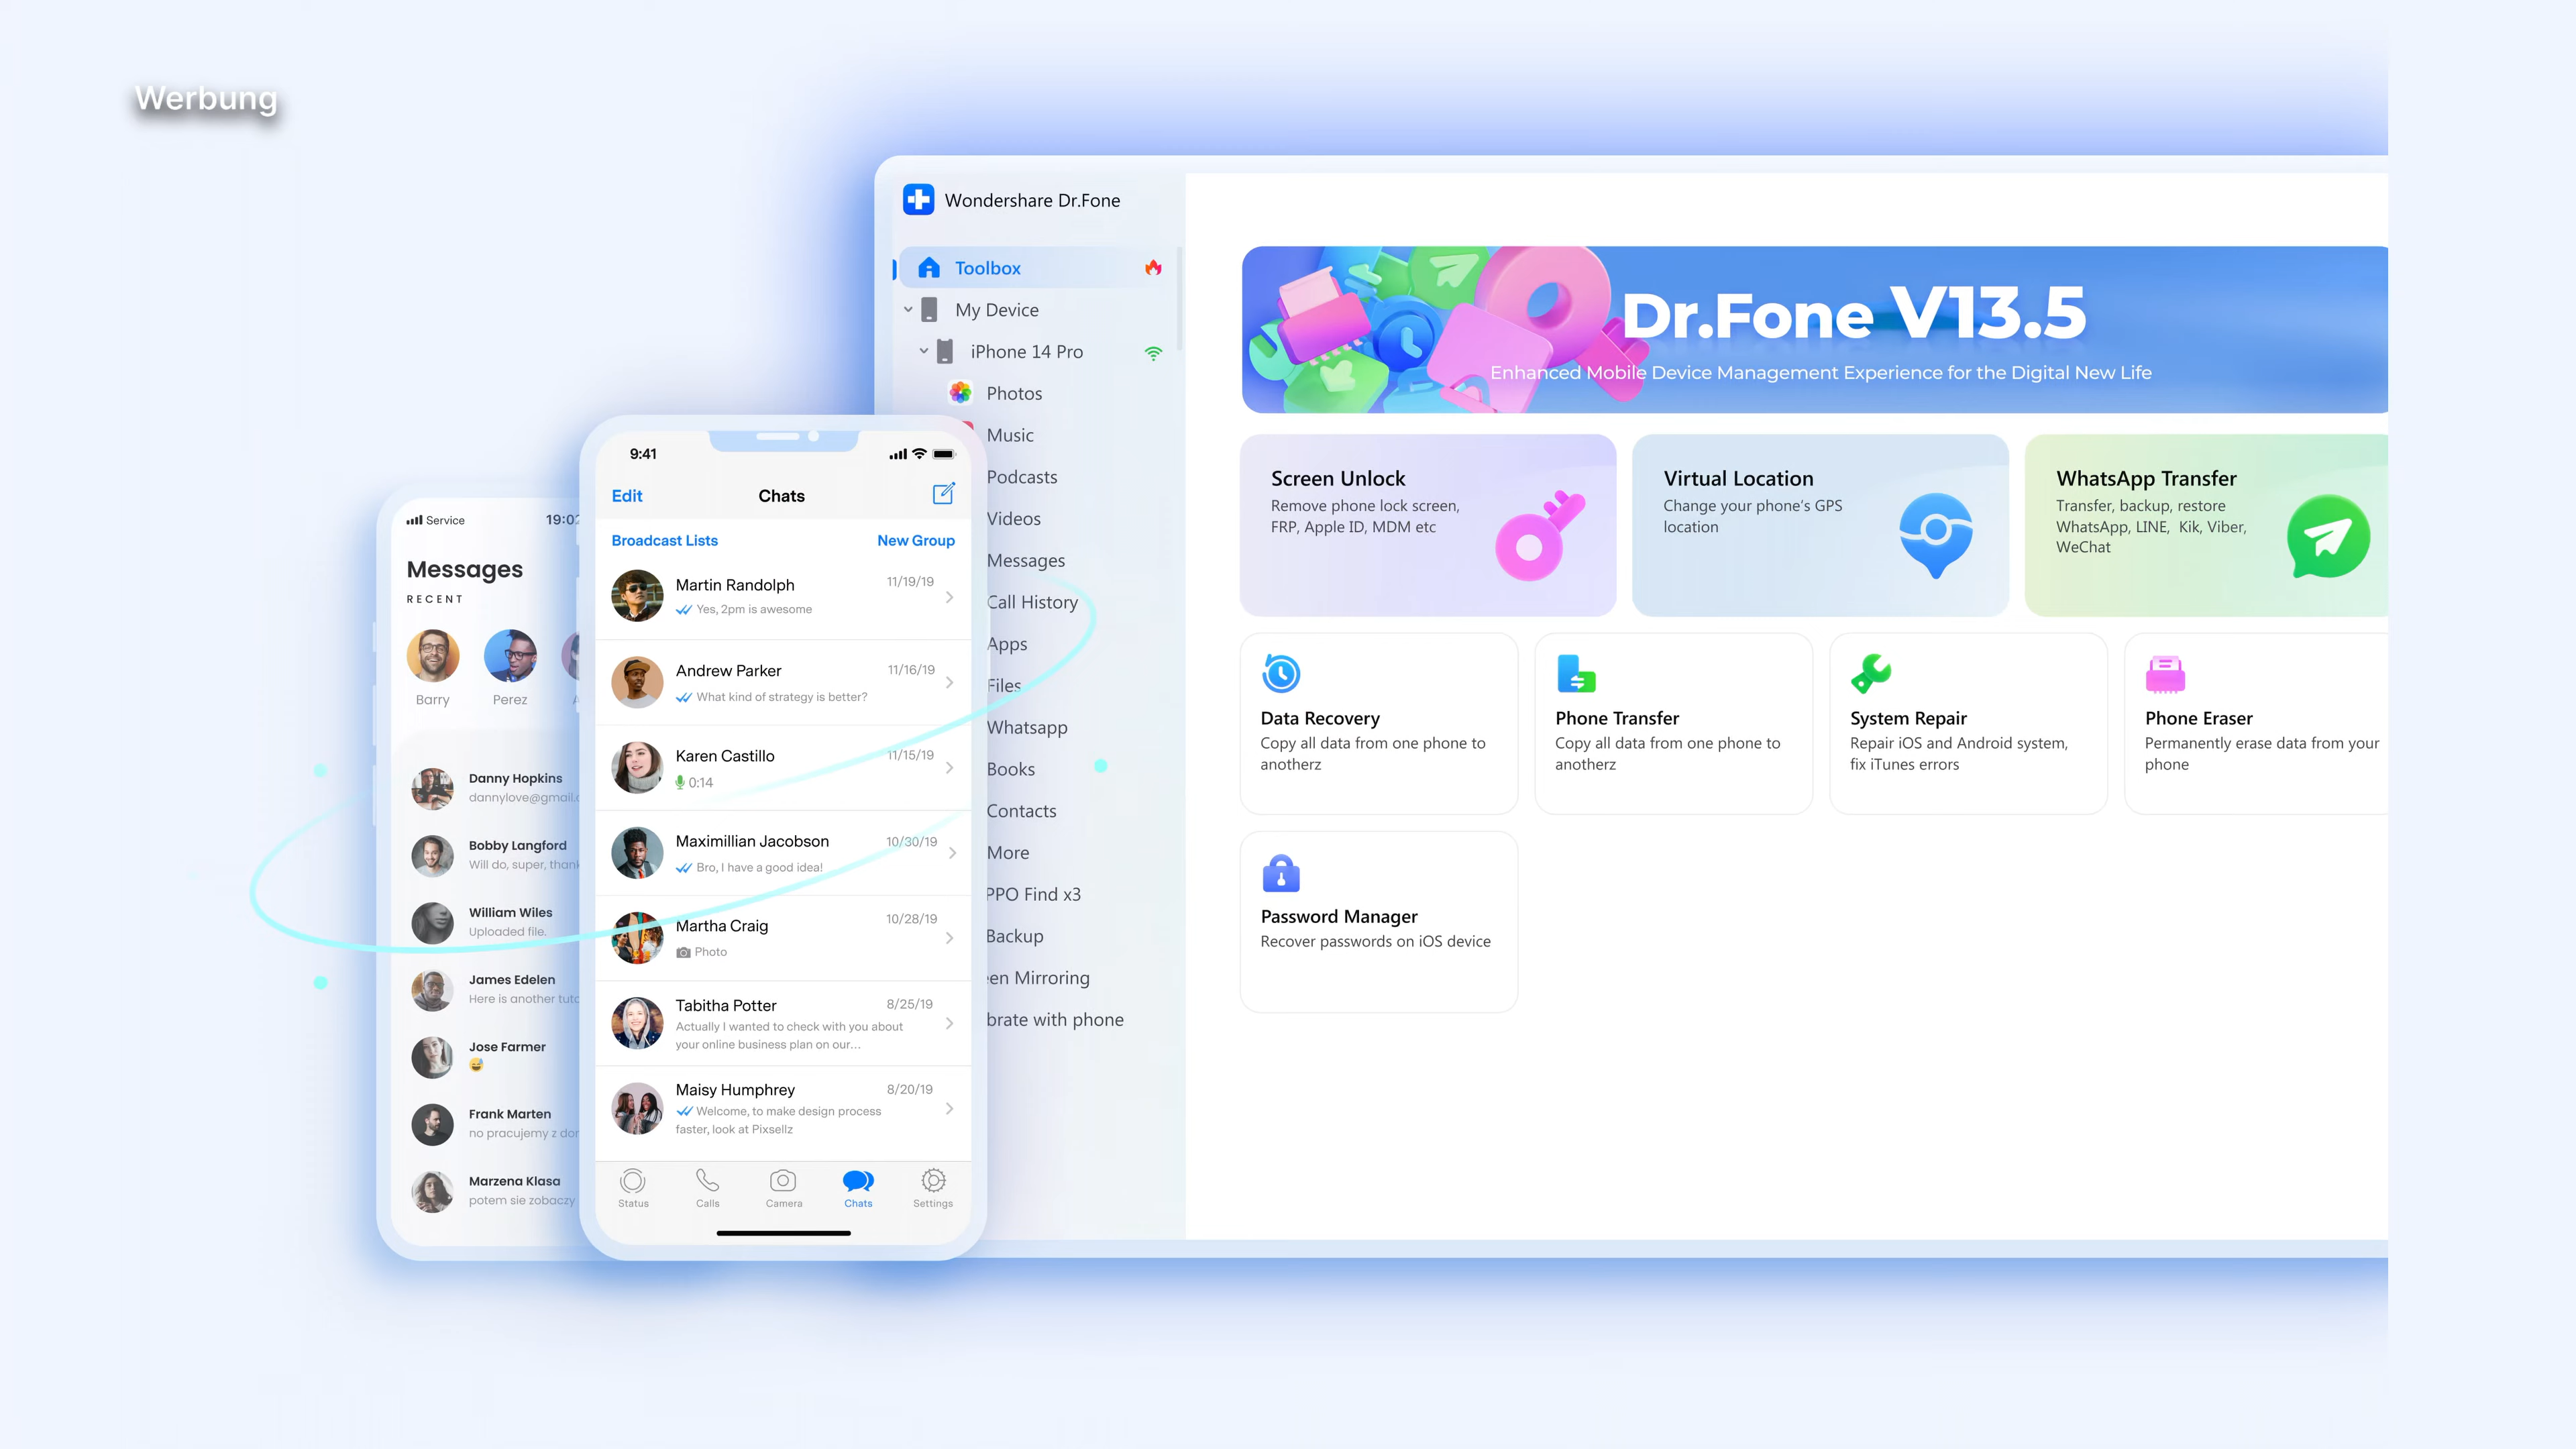 Werbung
Wondershare Dr.Fone
Toolbox
My Device
iPhone 14 Pro
Photos
Music
Podcasts
Videos
Messages
Call History
Apps
Files
Whatsapp
Books
Contacts
More
PPO Find x3
Backup
en Mirroring
brate with phone
Dr.Fone V13.5
Enhanced Mobile Device Management Experience for the Digital New Life
Screen Unlock
Remove phone lock screen,
FRP, Apple ID, MDM etc
Virtual Location
Change your phone's GPS
location
WhatsApp Transfer
Transfer, backup, restore
WhatsApp, LINE, Kik, Viber,
WeChat
Data Recovery
Copy all data from one phone to
anotherz
Phone Transfer
Copy all data from one phone to
anotherz
System Repair
Repair iOS and Android system,
fix iTunes errors
Phone Eraser
Permanently erase data from your
phone
Password Manager
Recover passwords on iOS device
9:41
Edit
Chats
Broadcast Lists
New Group
Martin Randolph
11/19/19
Yes, 2pm is awesome
Andrew Parker
11/16/19
What kind of strategy is better?
Karen Castillo
11/15/19
0:14
Maximillian Jacobson
10/30/19
Bro, I have a good idea!
Martha Craig
10/28/19
Photo
Tabitha Potter
8/25/19
Actually I wanted to check with you about
your online business plan on our...
Maisy Humphrey
8/20/19
Welcome, to make design process
faster, look at Pixsellz
Status
Calls
Camera
Chats
Settings
Service
19:02
Messages
RECENT
Barry
Perez
Danny Hopkins
dannylove@gmail.
Bobby Langford
Will do, super, thank
William Wiles
Uploaded file.
James Edelen
Here is another tuto
Jose Farmer
Frank Marten
no pracujemy z dor
Marzena Klasa
potem sie zobaczy